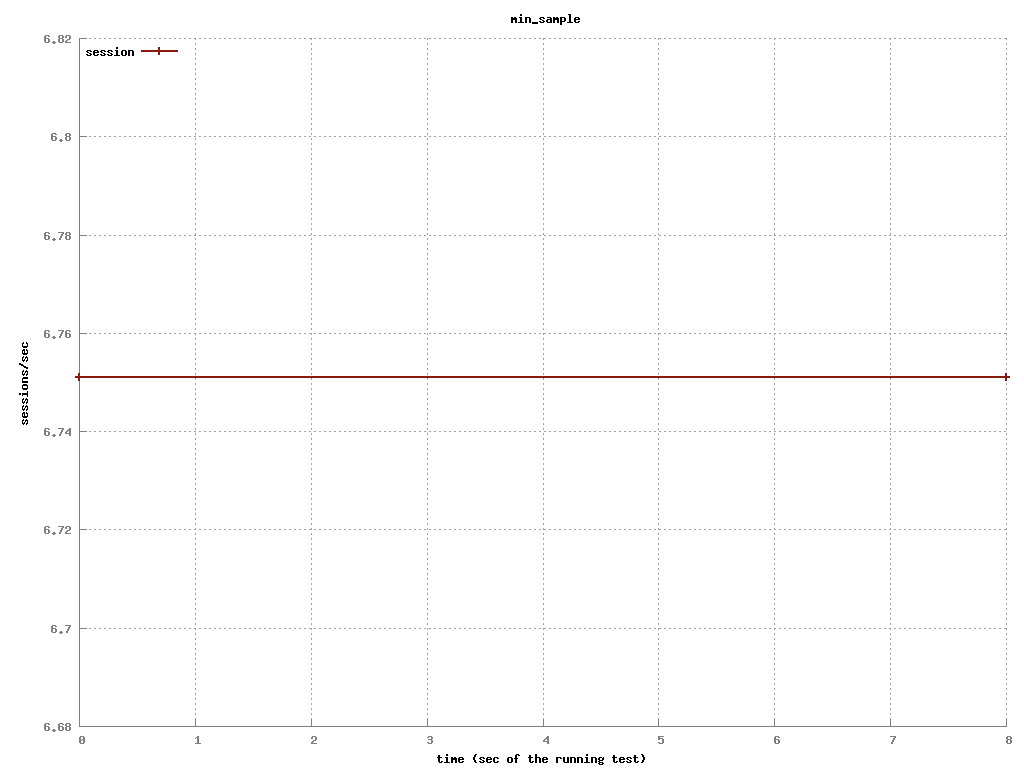 min_sample
6.82
session
6.8
6.78
6.76
sessions/sec
6.74
6.72
6.7
6.68
0 1 2 3 4 5 6 7 8
time (sec of the running test)